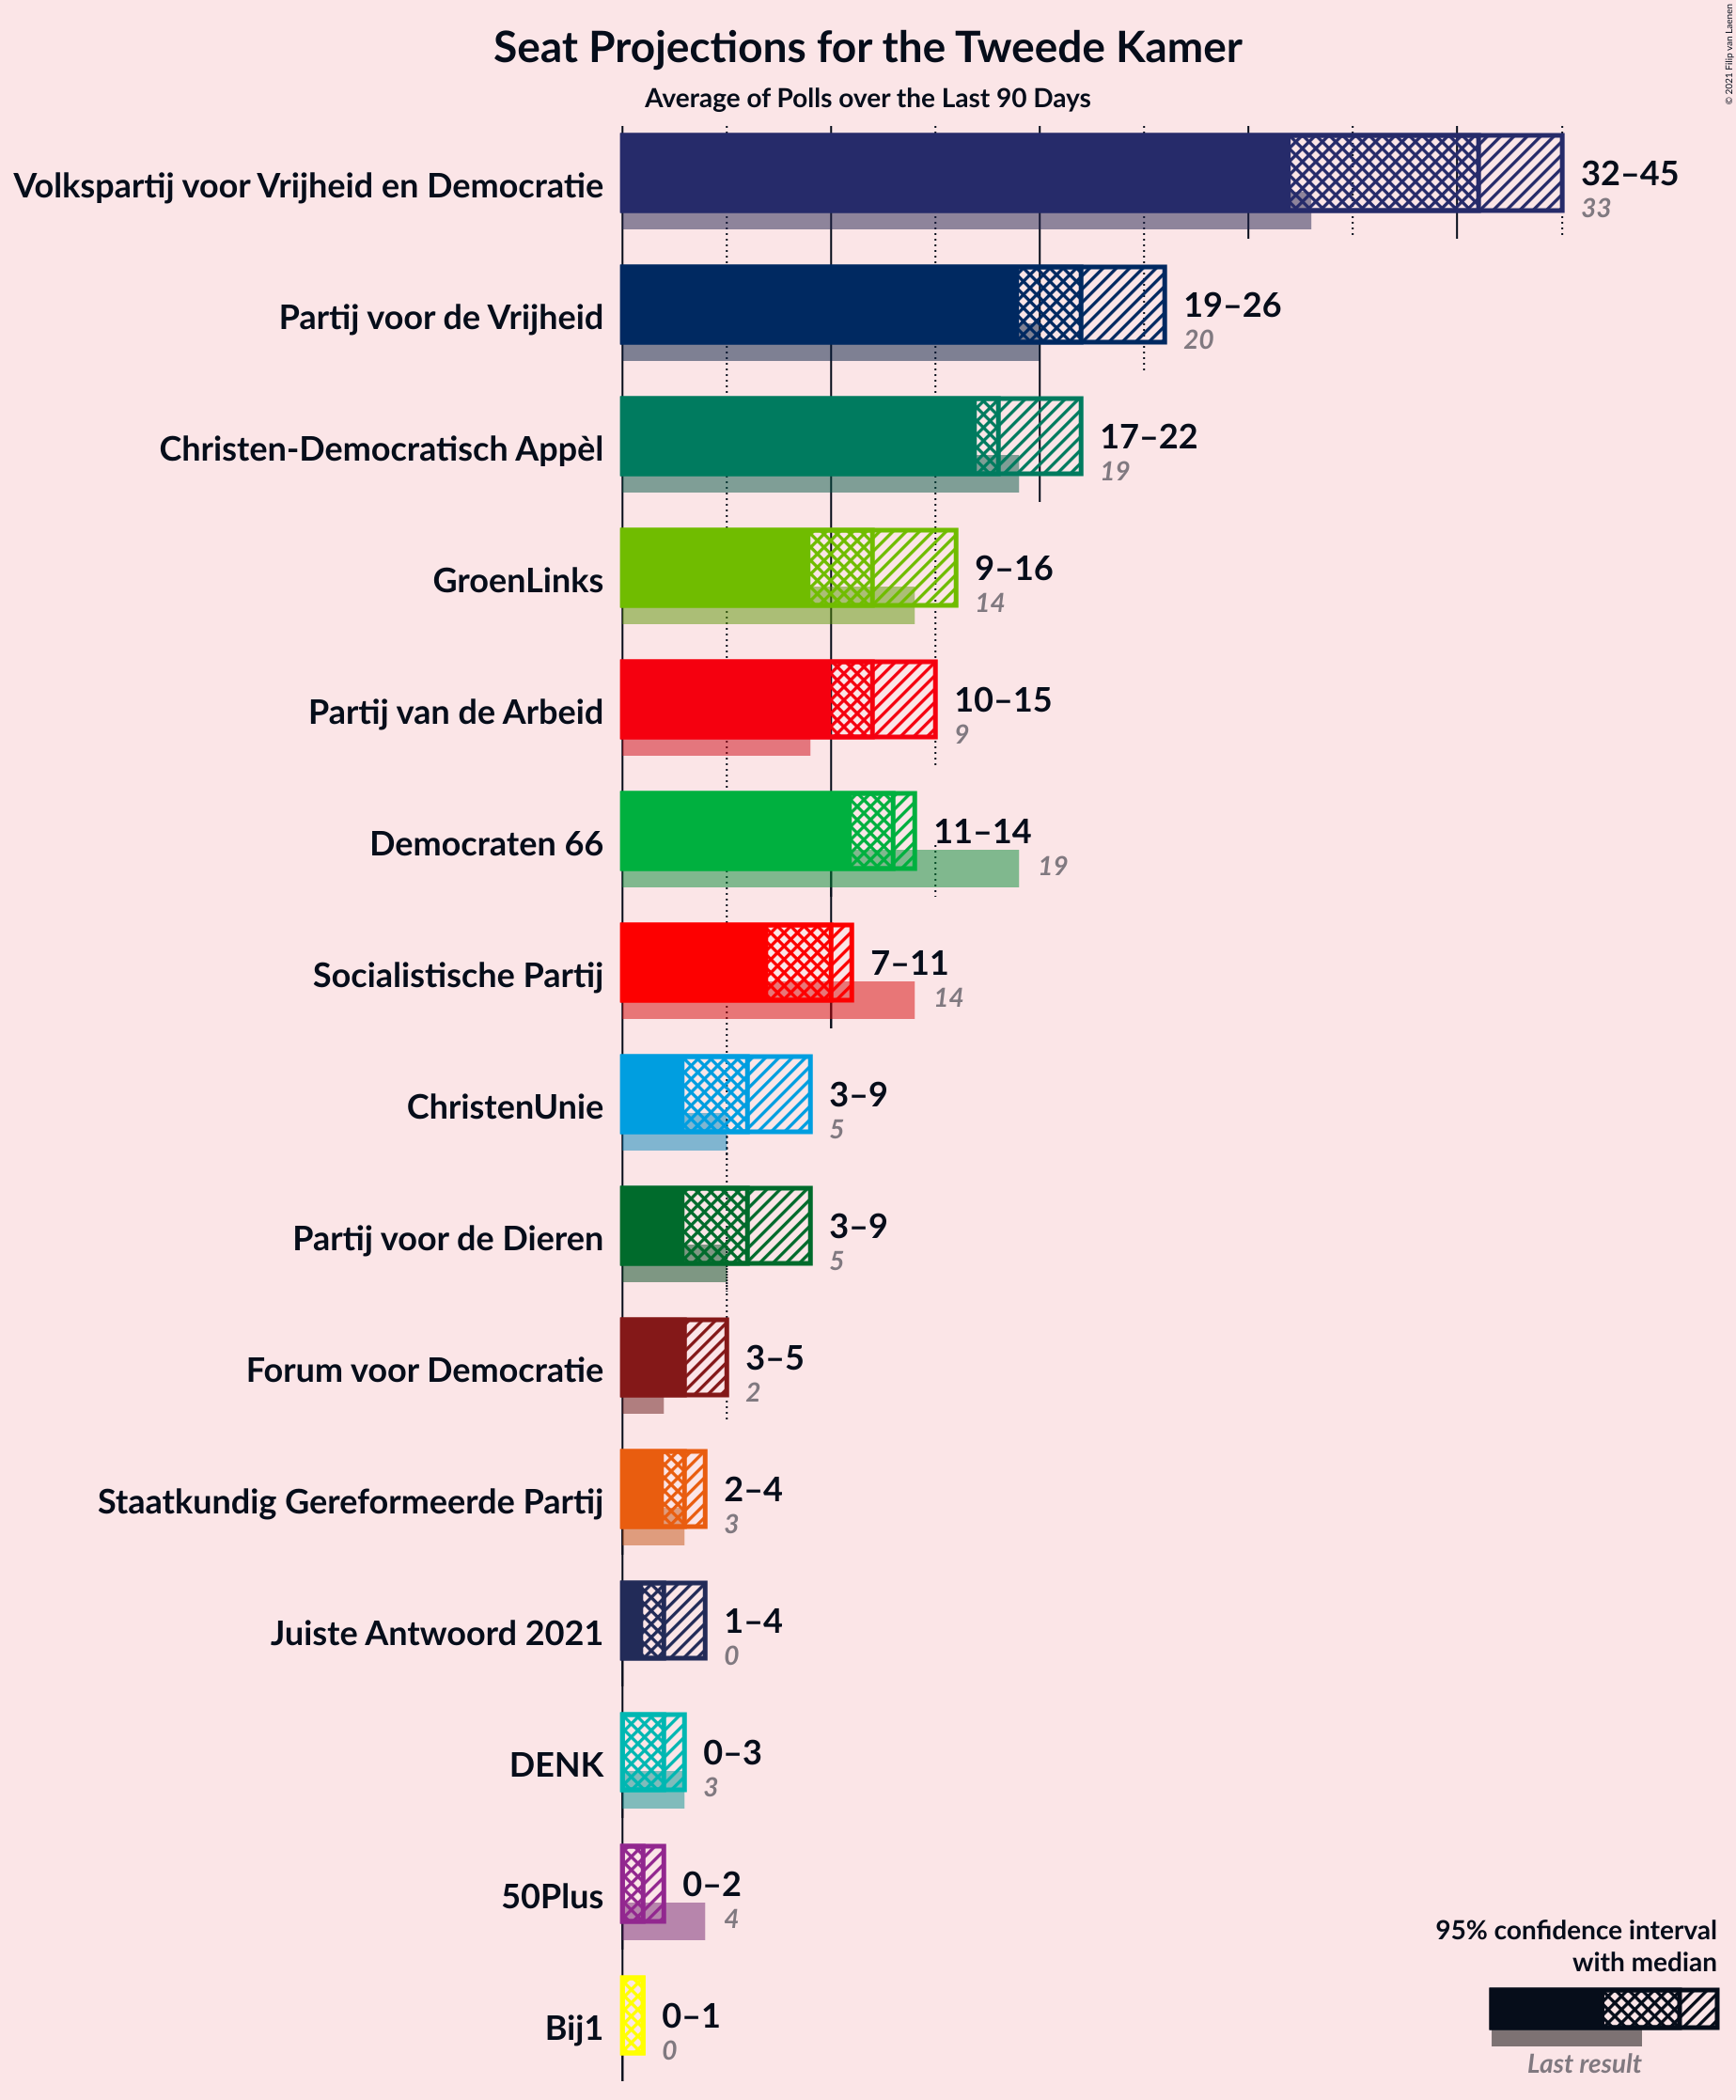 Seat Projections for the Tweede Kamer
Average of Polls over the Last 90 Days
© 2021 Filip van Laenen
Volkspartij voor Vrijheid en Democratie
32–45
33
Partij voor de Vrijheid
19–26
20
Christen-Democratisch Appèl
17–22
19
GroenLinks
9–16
14
Partij van de Arbeid
10–15
9
Democraten 66
11–14
19
Socialistische Partij
7–11
14
ChristenUnie
3–9
5
Partij voor de Dieren
3–9
5
Forum voor Democratie
3–5
2
Staatkundig Gereformeerde Partij
2–4
3
Juiste Antwoord 2021
1–4
0
DENK
0–3
3
50Plus
0–2
4
Bij1
0–1
0
95% confidence interval
with median
Last result